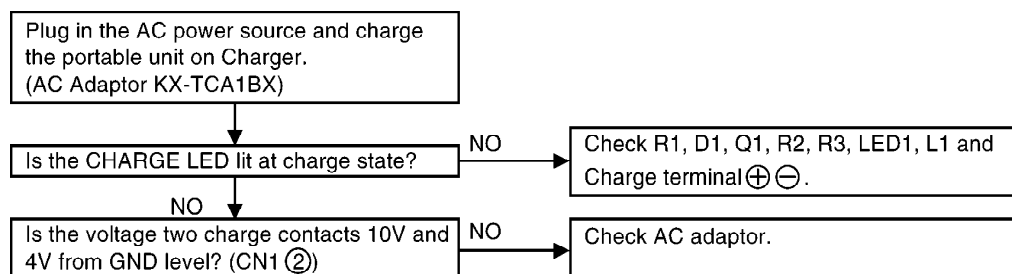 Plug in the AC power source and charge
the portable unit on Charger.
(AC Adaptor KX-TCA1BX)
Is the CHARGE LED lit at charge state?
NO
Check R1, D1, Q1, R2, R3, LED1, L1 and
Charge terminal ⊕ ⊖ .
NO
Is the voltage two charge contacts 10V and
4V from GND level? (CN1 ②)
NO
Check AC adaptor.